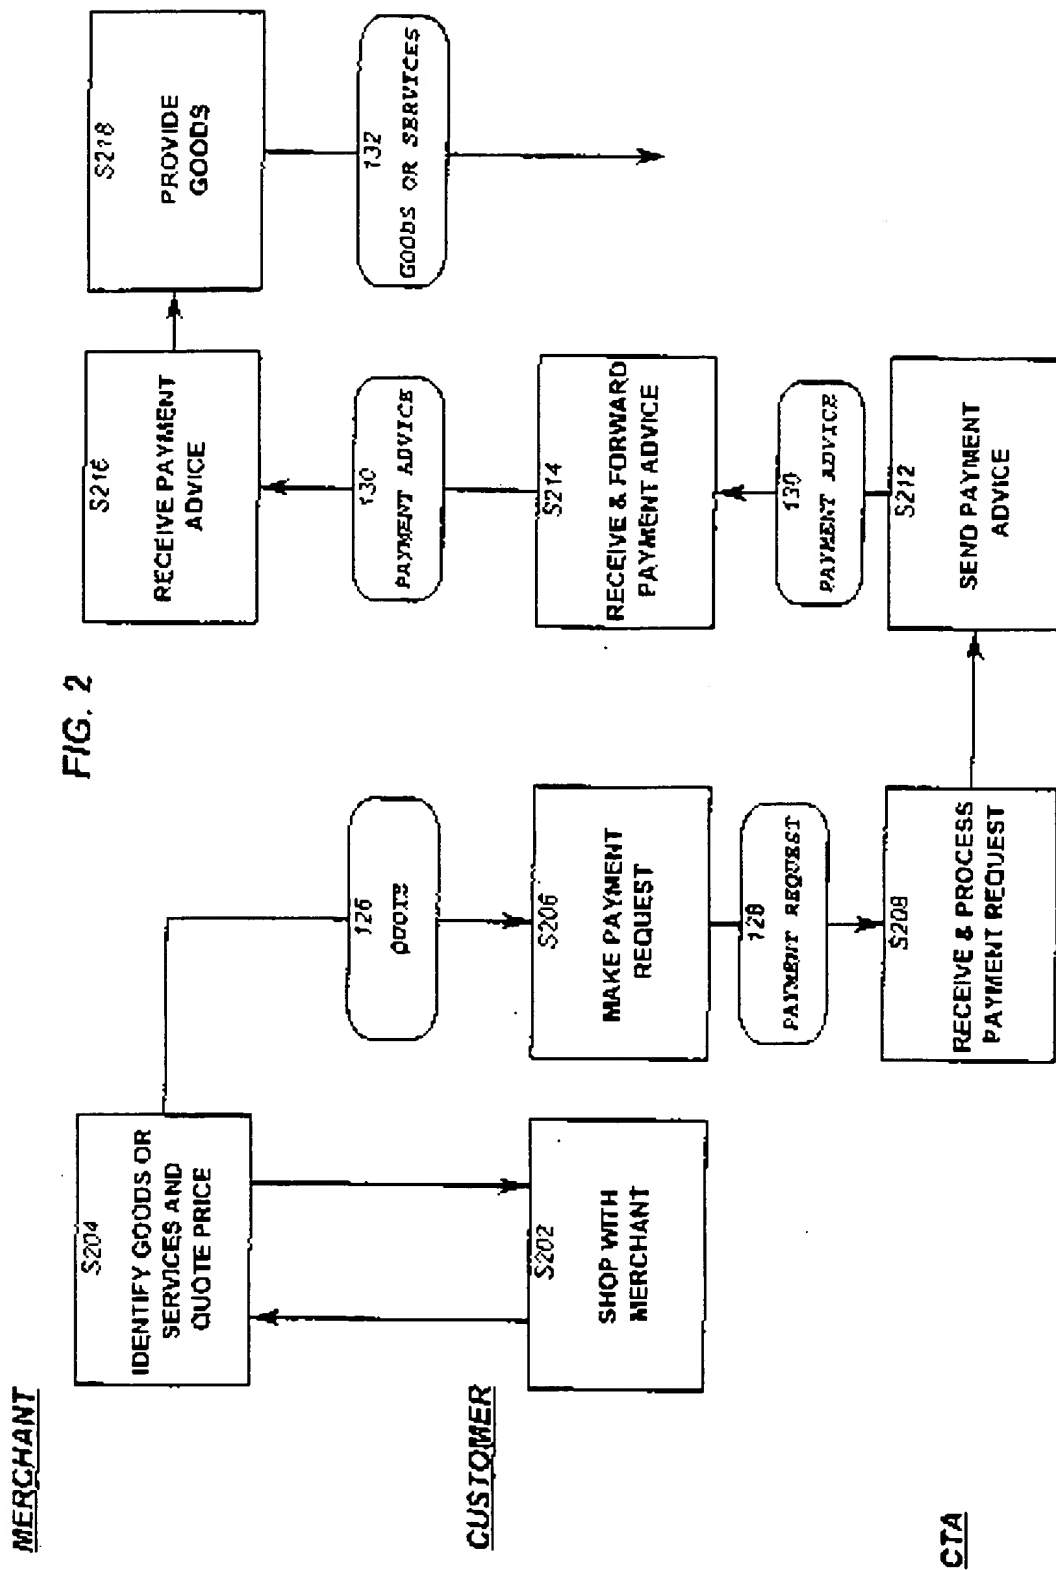 FIG. 2
MERCHANT
S204
IDENTIFY GOODS OR
SERVICES AND
QUOTE PRICE
S216
RECEIVE PAYMENT
ADVICE
S218
PROVIDE
GOODS
126
QUOTE
130
PAYMENT ADVICE
132
GOODS OR SERVICES
CUSTOMER
S202
SHOP WITH
MERCHANT
S206
MAKE PAYMENT
REQUEST
S214
RECEIVE & FORWARD
PAYMENT ADVICE
128
PAYMENT REQUEST
130
PAYMENT ADVICE
CTA
S208
RECEIVE & PROCESS
PAYMENT REQUEST
S212
SEND PAYMENT
ADVICE